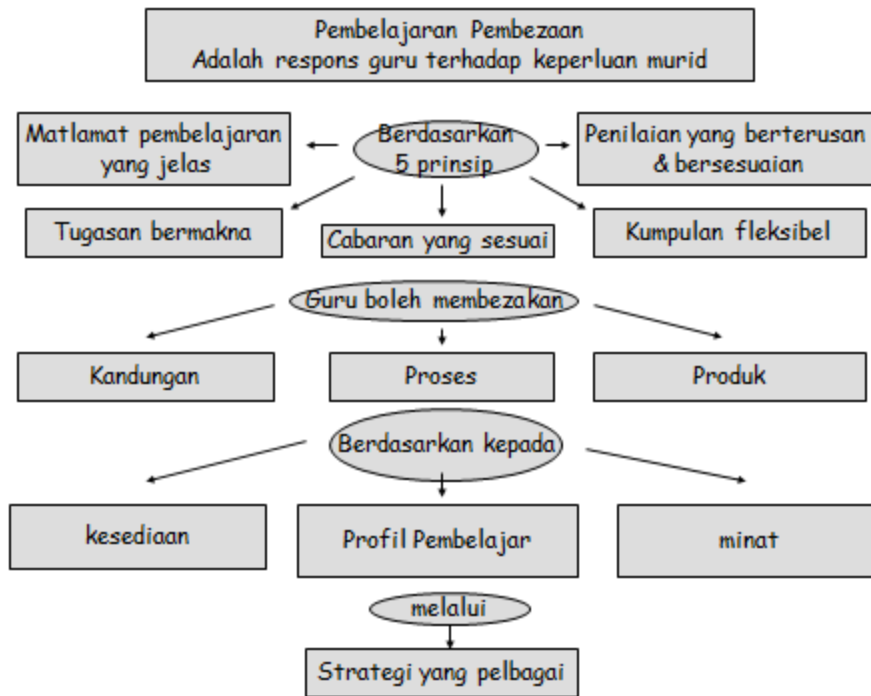 Pembelajaran Pembezaan
Adalah respons guru terhadap keperluan murid
Matlamat pembelajaran
yang jelas
Berdasarkan
5 prinsip
Penilaian yang berterusan
& bersesuaian
Tugasan bermakna
Cabaran yang sesuai
Kumpulan fleksibel
Guru boleh membezakan
Kandungan
Proses
Produk
Berdasarkan kepada
kesediaan
Profil Pembelajar
minat
melalui
Strategi yang pelbagai